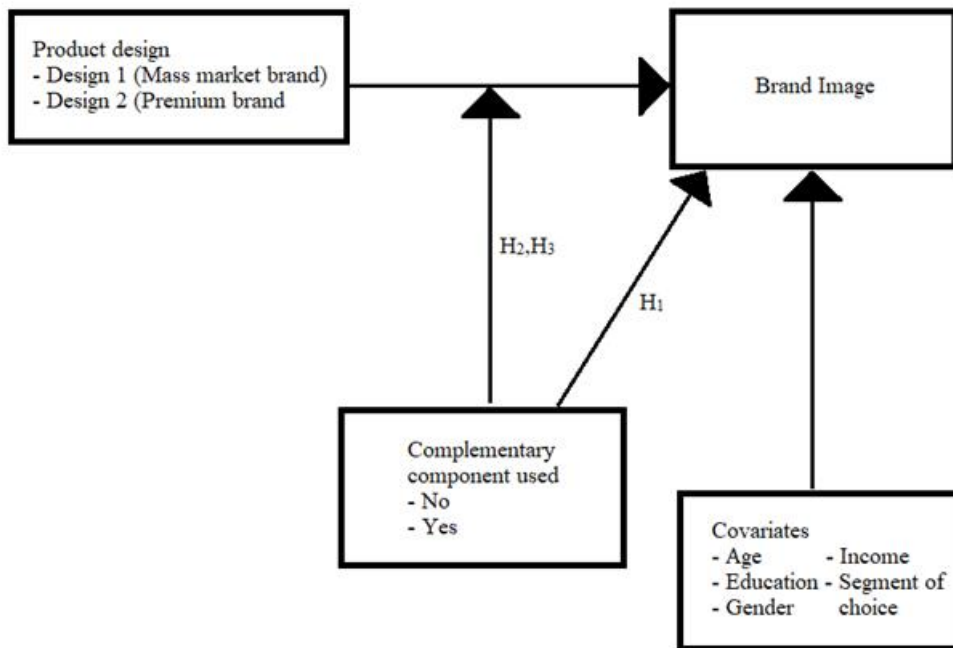 Product design
- Design 1 (Mass market brand)
- Design 2 (Premium brand
Brand Image
H₂,H₃
H₁
Complementary
component used
- No
- Yes
Covariates
- Age - Income
- Education - Segment of
- Gender choice